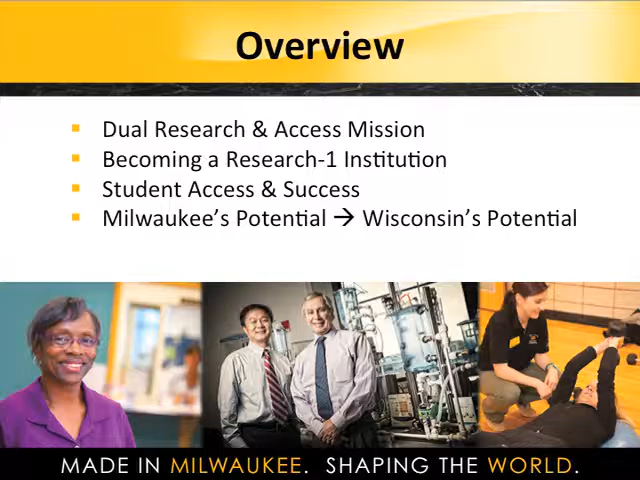 Overview
Dual Research & Access Mission
Becoming a Research-1 Institution
Student Access & Success
Milwaukee’s Potential → Wisconsin’s Potential
MADE IN MILWAUKEE. SHAPING THE WORLD.